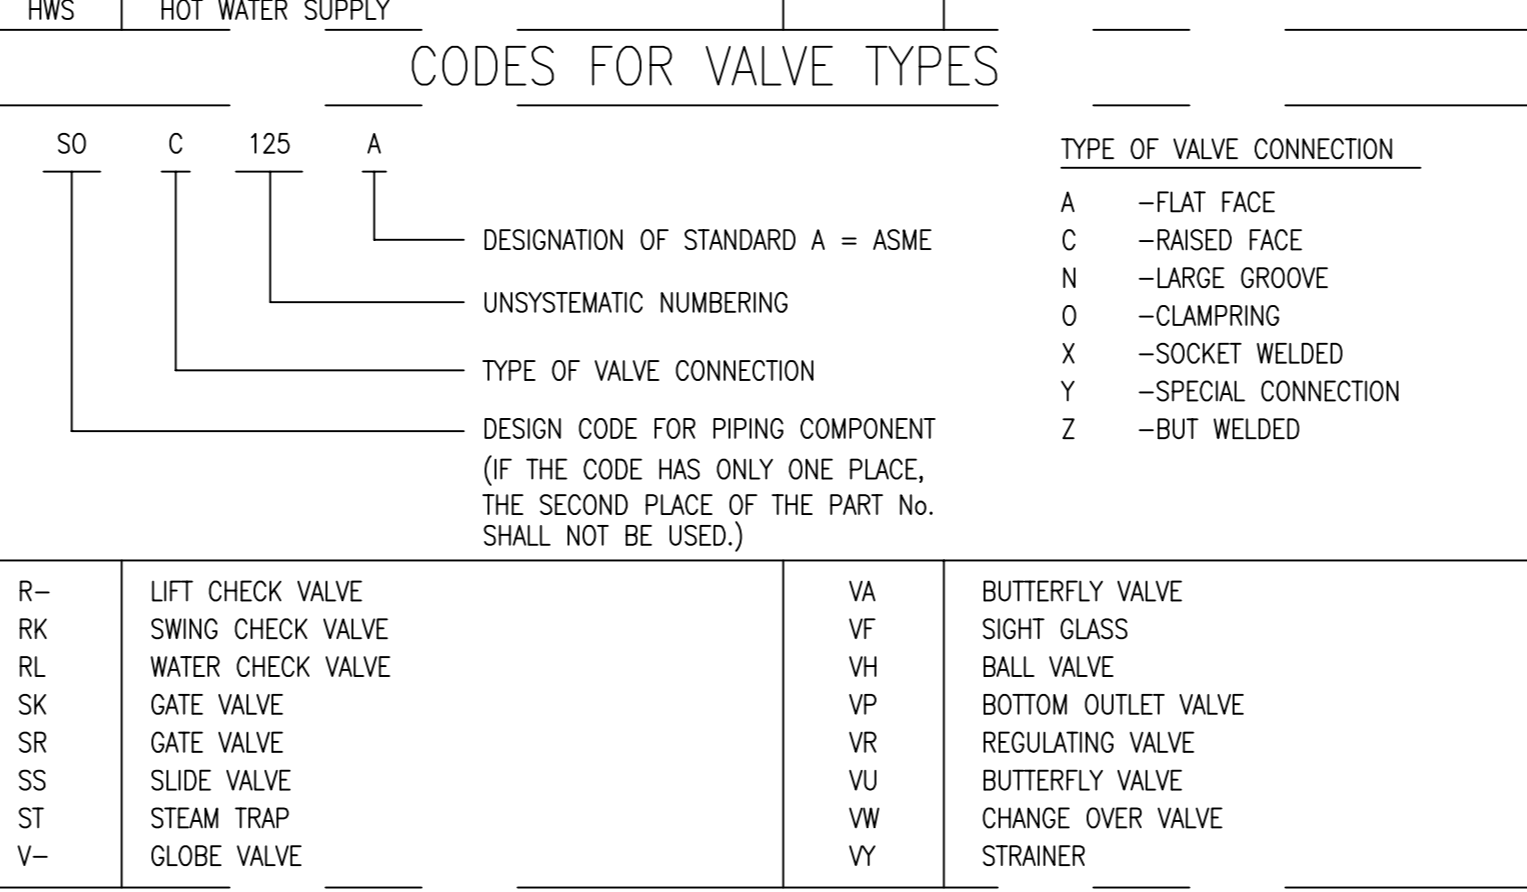 HWS HOT WATER SUPPLY
CODES FOR VALVE TYPES
SO C 125 A
DESIGNATION OF STANDARD A = ASME
UNSYSTEMATIC NUMBERING
TYPE OF VALVE CONNECTION
DESIGN CODE FOR PIPING COMPONENT
(IF THE CODE HAS ONLY ONE PLACE,
THE SECOND PLACE OF THE PART No.
SHALL NOT BE USED.)
TYPE OF VALVE CONNECTION
A -FLAT FACE
C -RAISED FACE
N -LARGE GROOVE
O -CLAMPRING
X -SOCKET WELDED
Y -SPECIAL CONNECTION
Z -BUT WELDED
R- LIFT CHECK VALVE
RK SWING CHECK VALVE
RL WATER CHECK VALVE
SK GATE VALVE
SR GATE VALVE
SS SLIDE VALVE
ST STEAM TRAP
V- GLOBE VALVE
VA BUTTERFLY VALVE
VF SIGHT GLASS
VH BALL VALVE
VP BOTTOM OUTLET VALVE
VR REGULATING VALVE
VU BUTTERFLY VALVE
VW CHANGE OVER VALVE
VY STRAINER